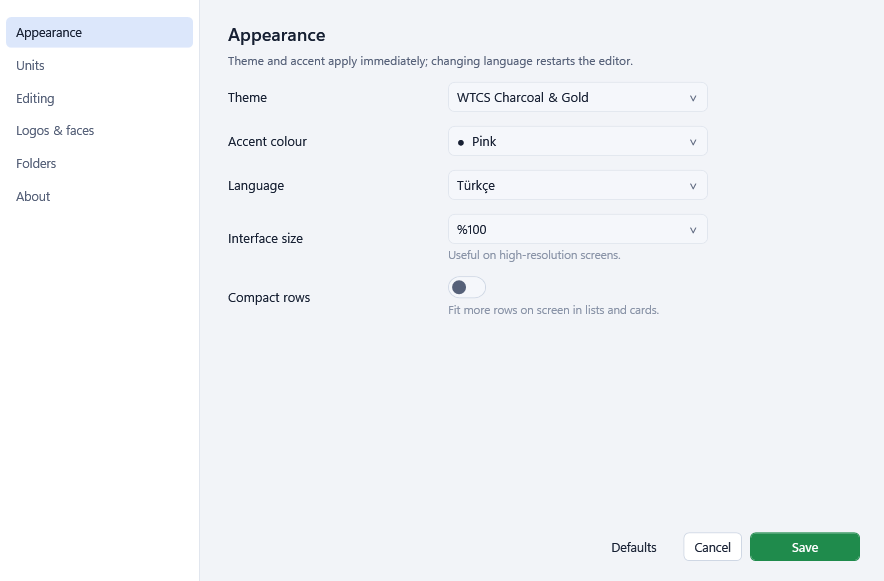 Appearance
Units
Editing
Logos & faces
Folders
About
Appearance
Theme and accent apply immediately; changing language restarts the editor.
Theme
WTCS Charcoal & Gold
Accent colour
● Pink
Language
Türkçe
Interface size
%100
Useful on high-resolution screens.
Compact rows
Fit more rows on screen in lists and cards.
Defaults
Cancel
Save